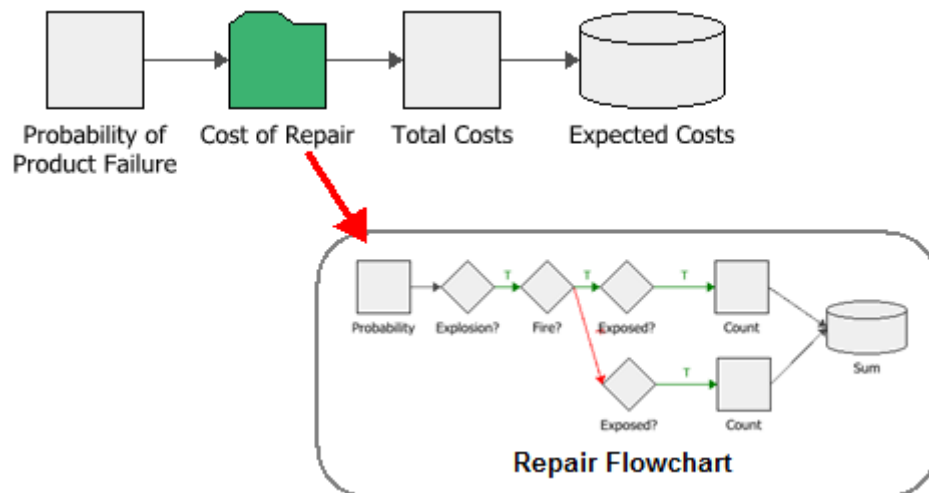 Probability of
Product Failure
Cost of Repair
Total Costs
Expected Costs
T
T
T
Probability
Explosion?
Fire?
Exposed?
Count
T
Sum
Exposed?
Count
Repair Flowchart